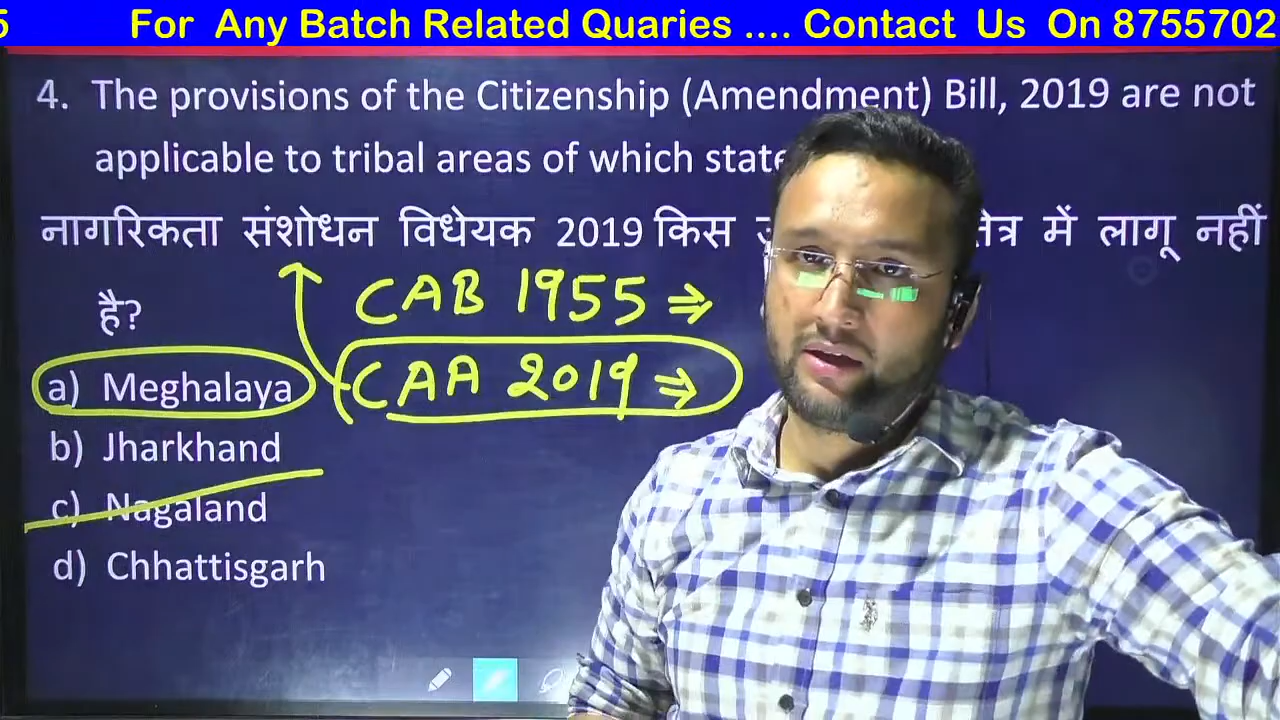 5 For Any Batch Related Quaries .... Contact Us On 8755702
4. The provisions of the Citizenship (Amendment) Bill, 2019 are not
applicable to tribal areas of which state
नागरिकता संशोधन विधेयक 2019 किस में लागू नहीं
है?
CAB 1955 ⇒
CAA 2019 ⇒
a) Meghalaya
b) Jharkhand
c) Nagaland
d) Chhattisgarh